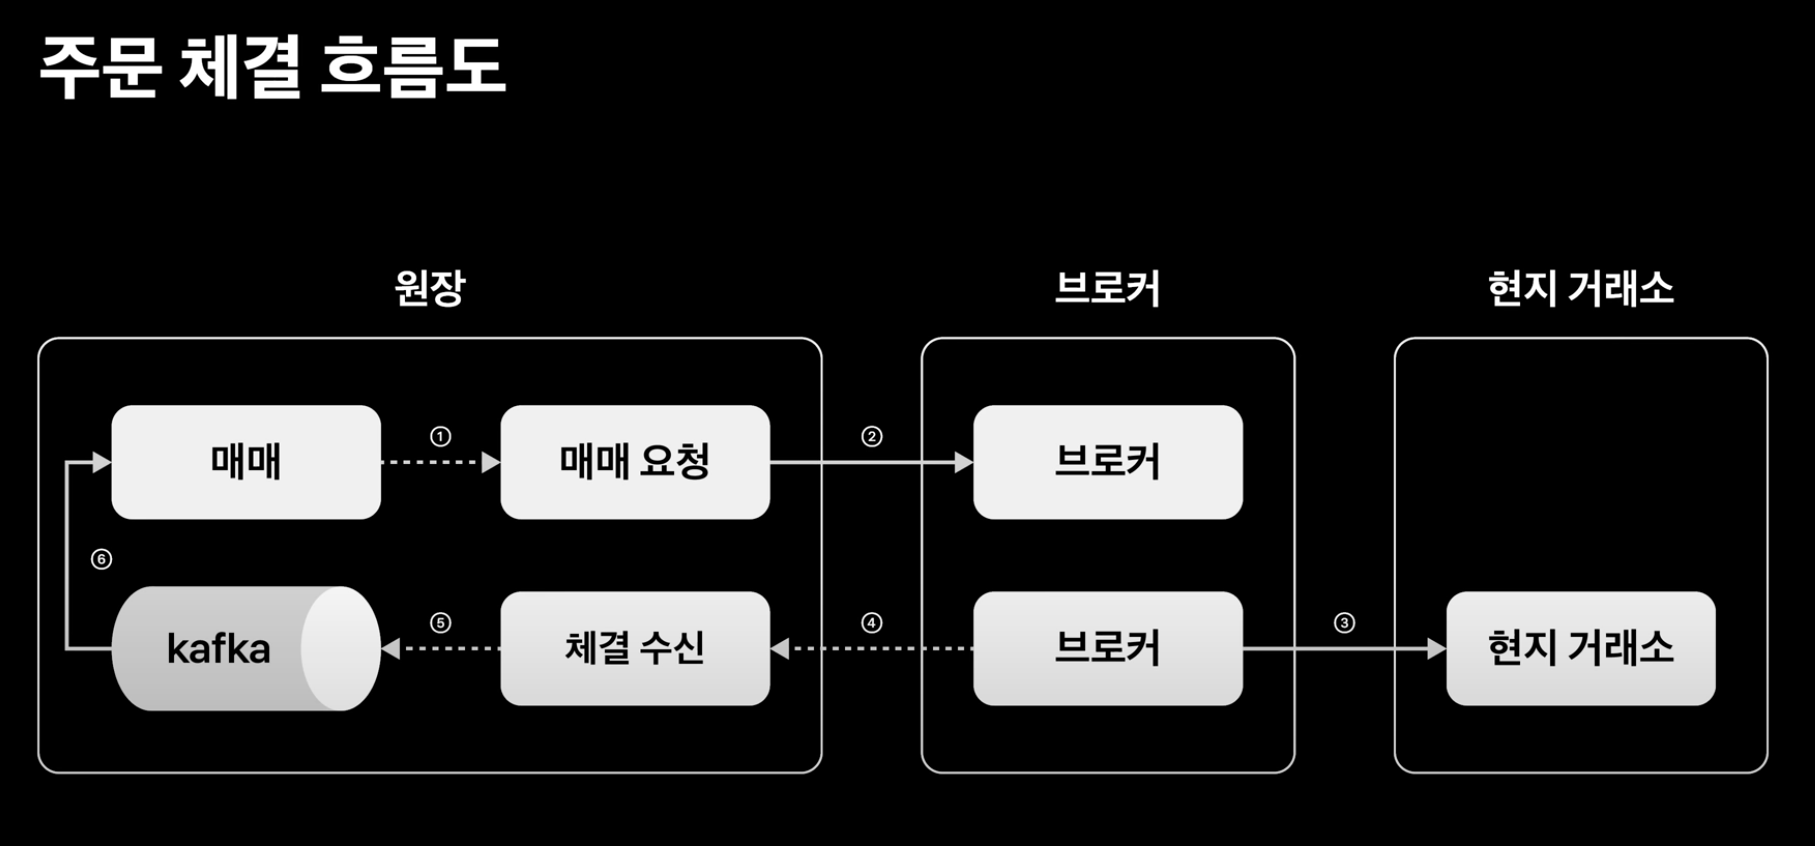 주문 체결 흐름도
원장
브로커
현지 거래소
매매
①
매매 요청
②
브로커
⑥
kafka
⑤
체결 수신
④
브로커
③
현지 거래소